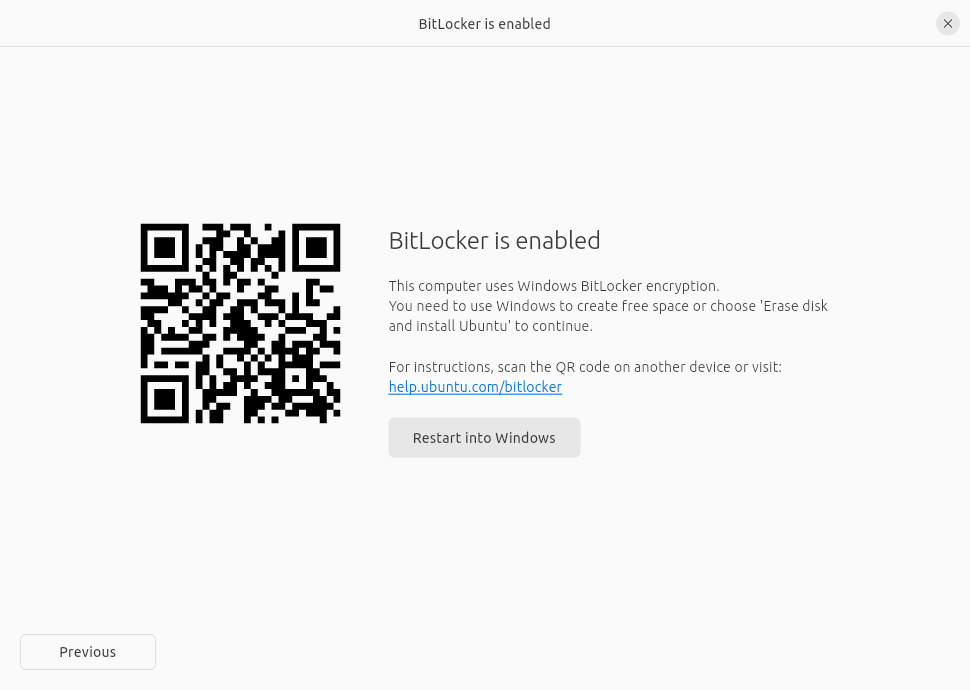 BitLocker is enabled
BitLocker is enabled
This computer uses Windows BitLocker encryption.
You need to use Windows to create free space or choose 'Erase disk
and install Ubuntu' to continue.
For instructions, scan the QR code on another device or visit:
help.ubuntu.com/bitlocker
Restart into Windows
Previous